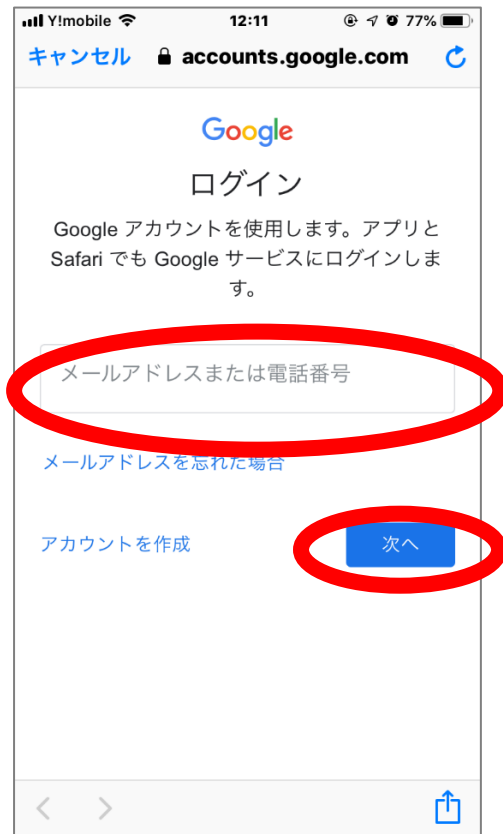 Y!mobile 12:11 77%
キャンセル accounts.google.com
Google
ログイン
Google アカウントを使用します。アプリと
Safari でも Google サービスにログインしま
す。
メールアドレスまたは電話番号
メールアドレスを忘れた場合
アカウントを作成 次へ